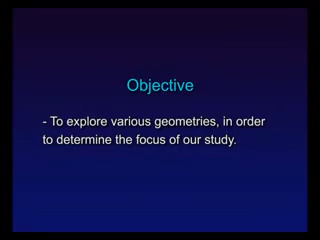 Objective
- To explore various geometries, in order
to determine the focus of our study.